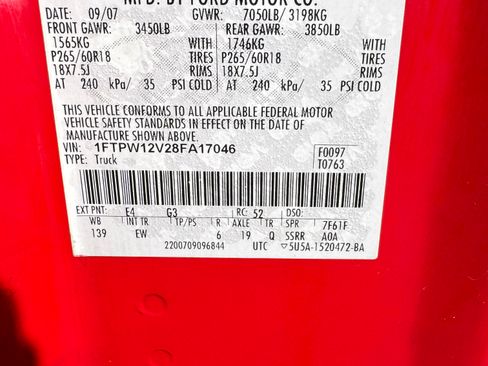 MFD. BY FORD MOTOR CO.
DATE: 09/07 GVWR: 7050LB/ 3198KG
FRONT GAWR: 3450LB REAR GAWR: 3850LB
1565KG WITH 1746KG WITH
P265/60R18 TIRES P265/60R18 TIRES
18X7.5J RIMS 18X7.5J RIMS
AT 240 kPa/ 35 PSI COLD AT 240 kPa/ 35 PSI COLD
THIS VEHICLE CONFORMS TO ALL APPLICABLE FEDERAL MOTOR
VEHICLE SAFETY STANDARDS IN EFFECT ON THE DATE OF
MANUFACTURE SHOWN ABOVE.
VIN: 1FTPW12V28FA17046 F0097
TYPE: Truck T0763
EXT PNT: E4 G3 RC: 52 DSO:
WB INT TR TP/PS R AXLE TR SPR 7F61F
139 EW 6 19 Q SSRR A0A
2200709096844 UTC 5U5A-1520472-BA